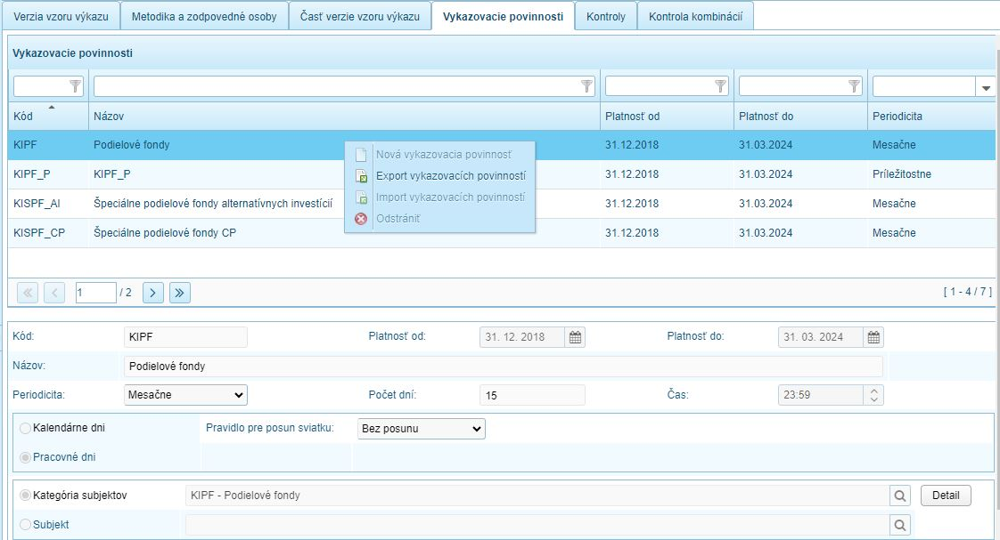 Verzia vzoru výkazu Metodika a zodpovedné osoby Časť verzie vzoru výkazu Vykazovacie povinnosti Kontroly Kontrola kombinácií
Vykazovacie povinnosti
Kód Názov Platnosť od Platnosť do Periodicita
KIPF Podielové fondy 31.12.2018 31.03.2024 Mesačne
KIPF_P KIPF_P 31.12.2018 31.03.2024 Príležitostne
KISPF_AI Špeciálne podielové fondy alternatívnych investícií 31.12.2018 31.03.2024 Mesačne
KISPF_CP Špeciálne podielové fondy CP 31.12.2018 31.03.2024 Mesačne
Nová vykazovacia povinnosť
Export vykazovacích povinností
Import vykazovacích povinností
Odstrániť
1 / 2 [ 1 - 4 / 7 ]
Kód: KIPF Platnosť od: 31. 12. 2018 Platnosť do: 31. 03. 2024
Názov: Podielové fondy
Periodicita: Mesačne Počet dní: 15 Čas: 23:59
Kalendárne dni Pravidlo pre posun sviatku: Bez posunu
Pracovné dni
Kategória subjektov KIPF - Podielové fondy Detail
Subjekt